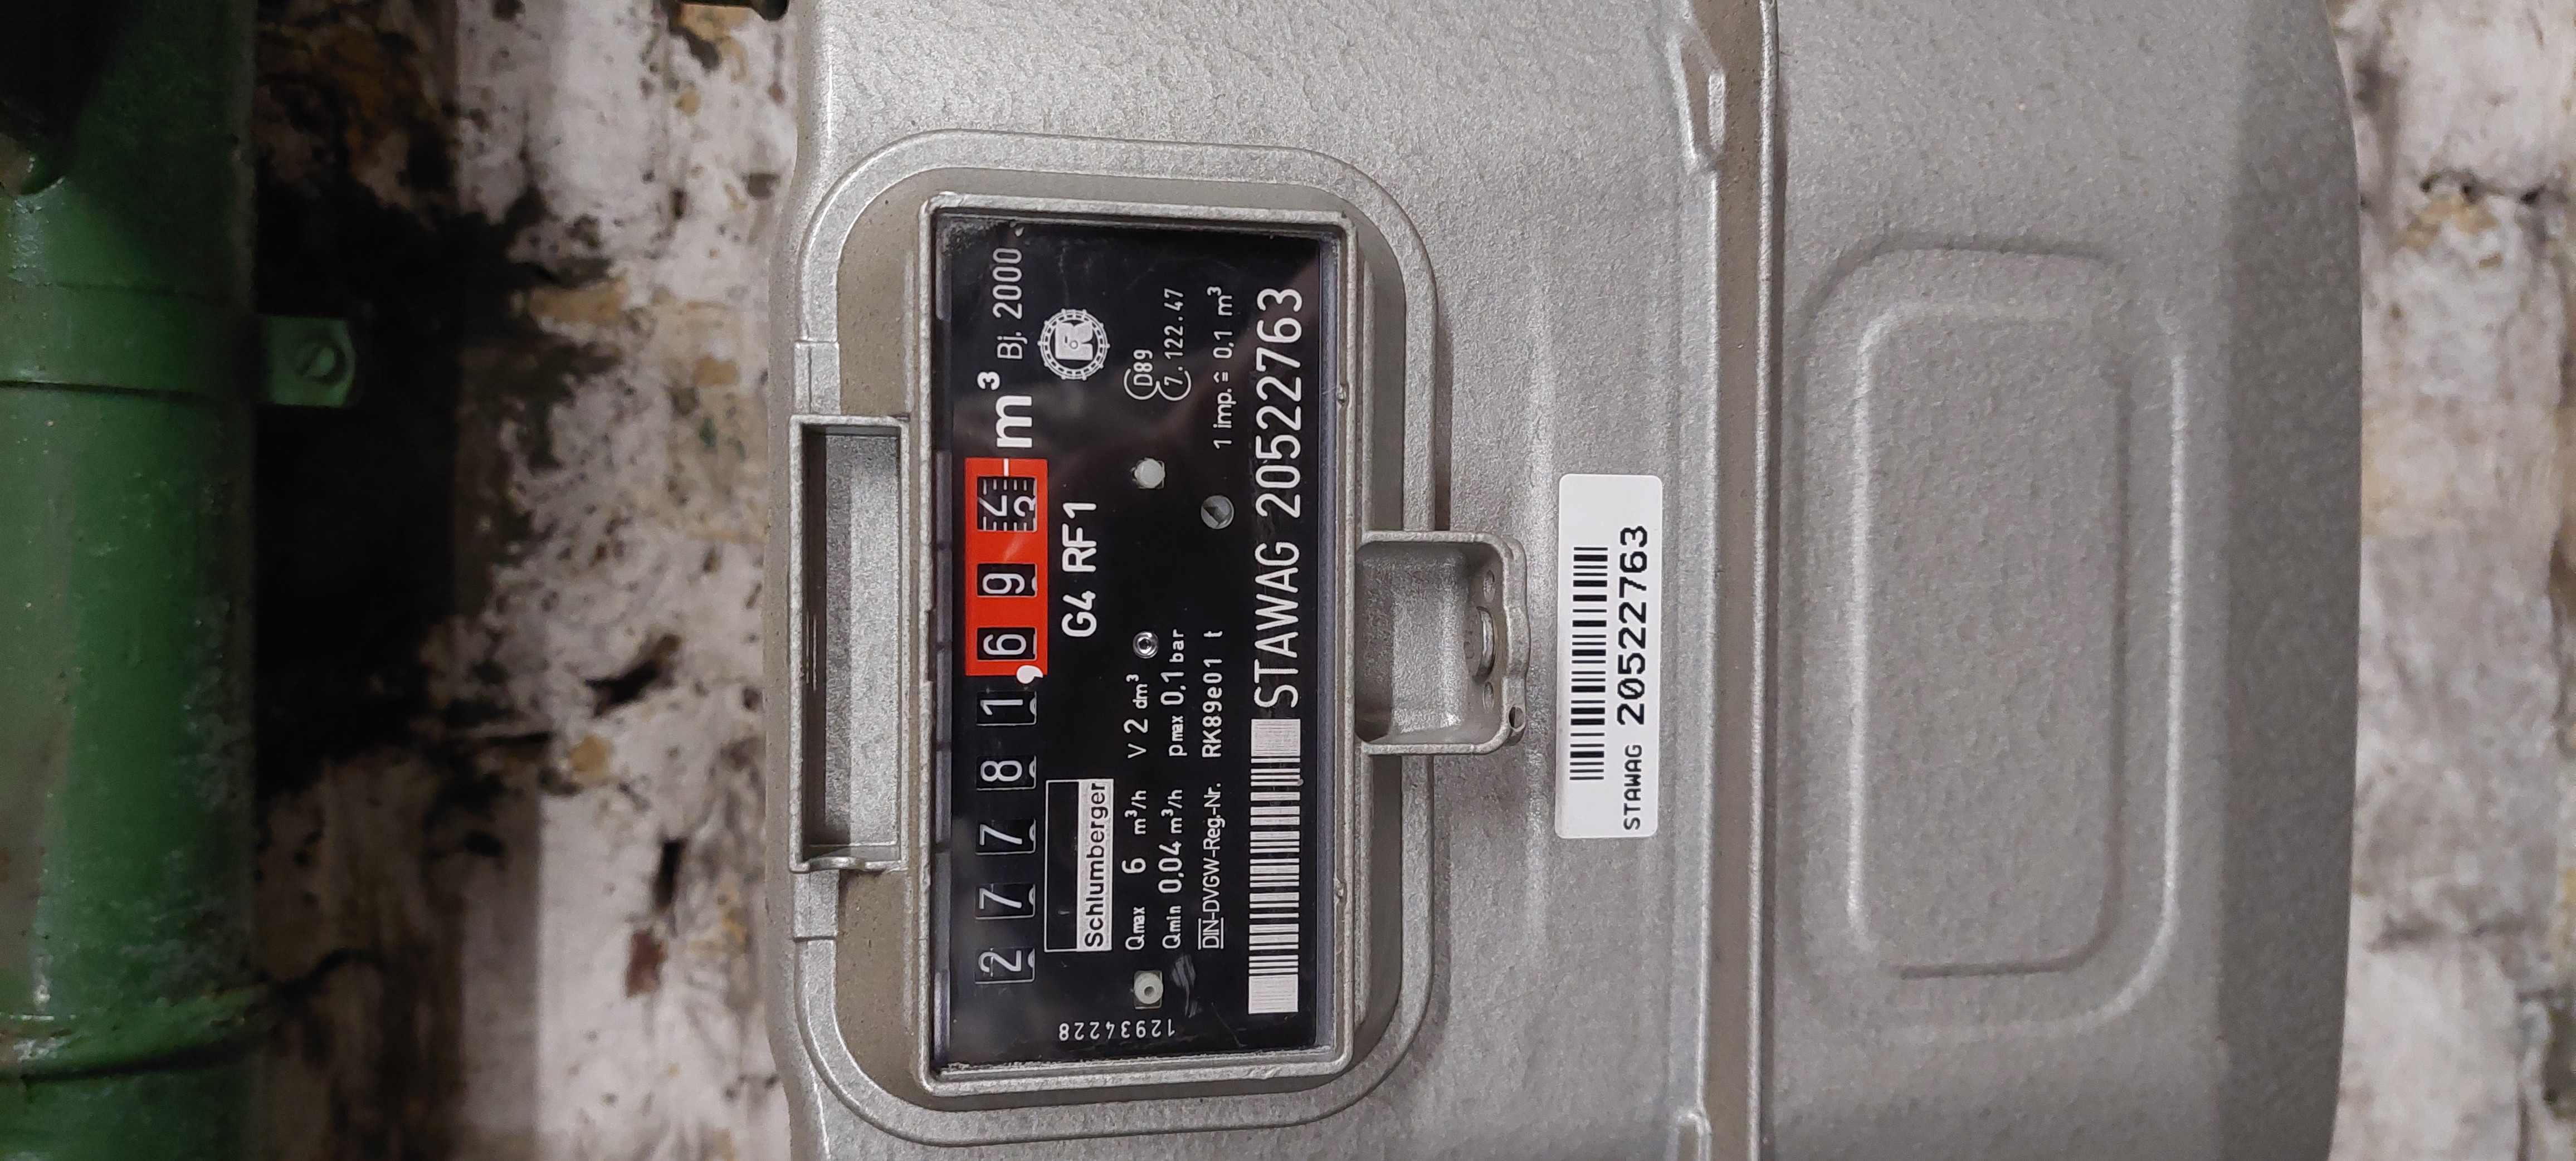 27781,692 m³ Bj. 2000
12934228
Schlumberger
G4 RF1
R
Qmax 6 m³/h V 2 dm³
Qmin 0,04 m³/h pmax 0,1 bar
D89
7.122.47
DIN-DVGW-Reg.-Nr. RK89e01 t
1 imp. ≙ 0,1 m³
STAWAG 20522763
STAWAG 20522763